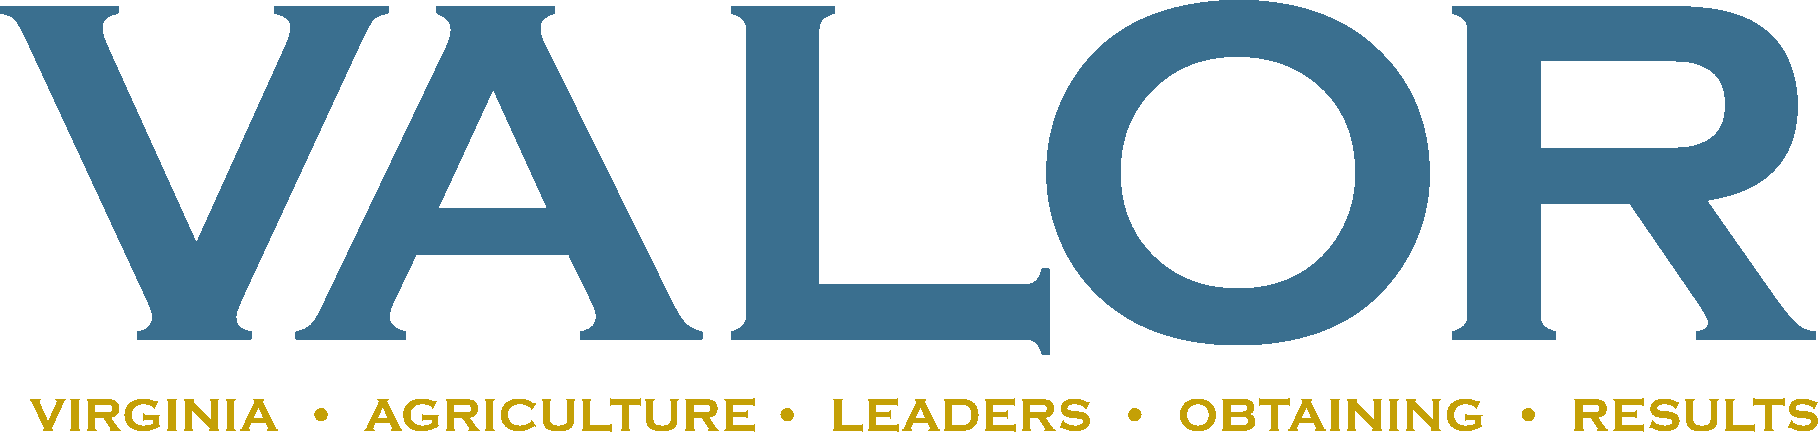 VALOR
VIRGINIA • AGRICULTURE • LEADERS • OBTAINING • RESULTS